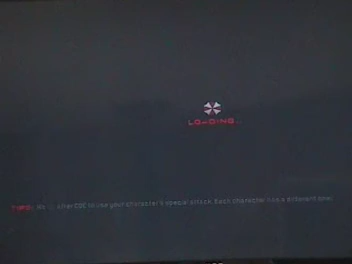 LOADING..
TIPS: to use your character's special attack. Each character has a different one!